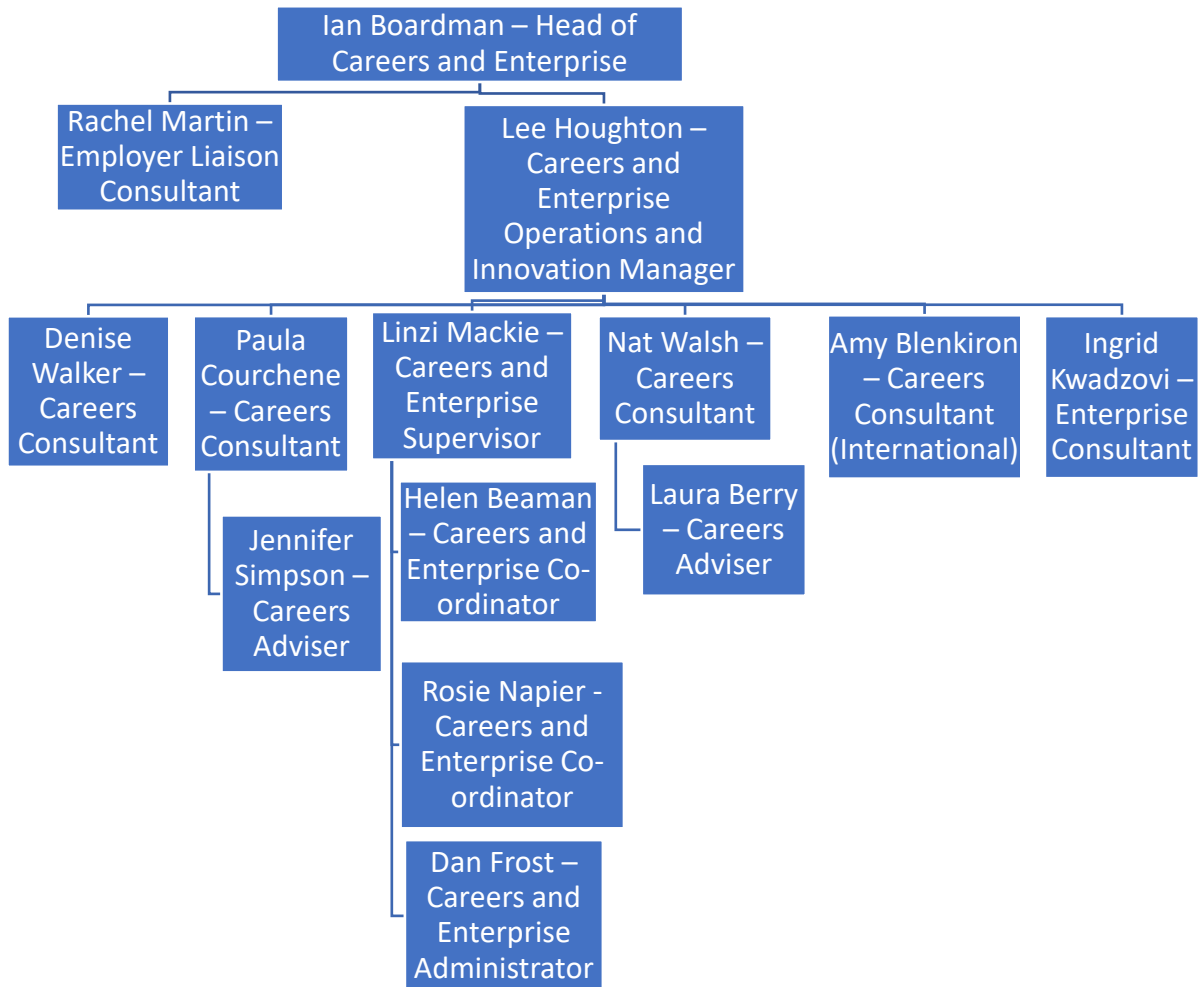 Ian Boardman – Head of
Careers and Enterprise
Rachel Martin –
Employer Liaison
Consultant
Lee Houghton –
Careers and
Enterprise
Operations and
Innovation Manager
Denise
Walker –
Careers
Consultant
Paula
Courchene
– Careers
Consultant
Linzi Mackie –
Careers and
Enterprise
Supervisor
Nat Walsh –
Careers
Consultant
Amy Blenkiron
– Careers
Consultant
(International)
Ingrid
Kwadzovi –
Enterprise
Consultant
Jennifer
Simpson –
Careers
Adviser
Helen Beaman
– Careers and
Enterprise Co-
ordinator
Laura Berry
– Careers
Adviser
Rosie Napier -
Careers and
Enterprise Co-
ordinator
Dan Frost –
Careers and
Enterprise
Administrator